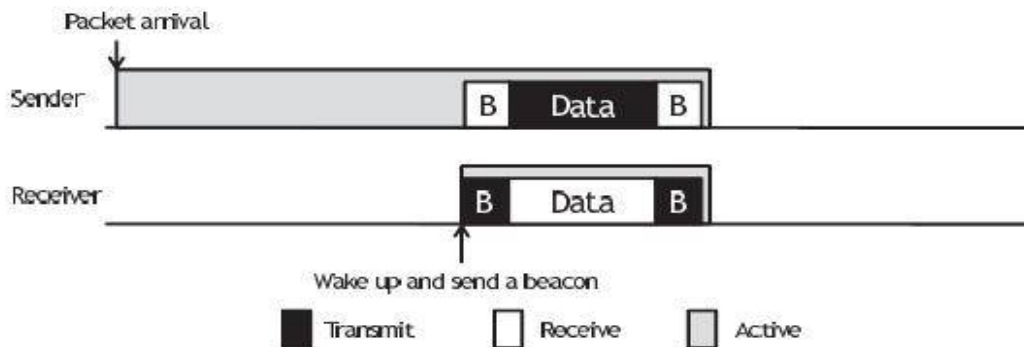 Packet arrival
Sender
B Data B
Receiver
B Data B
Wake up and send a beacon
Transmit Receive Active